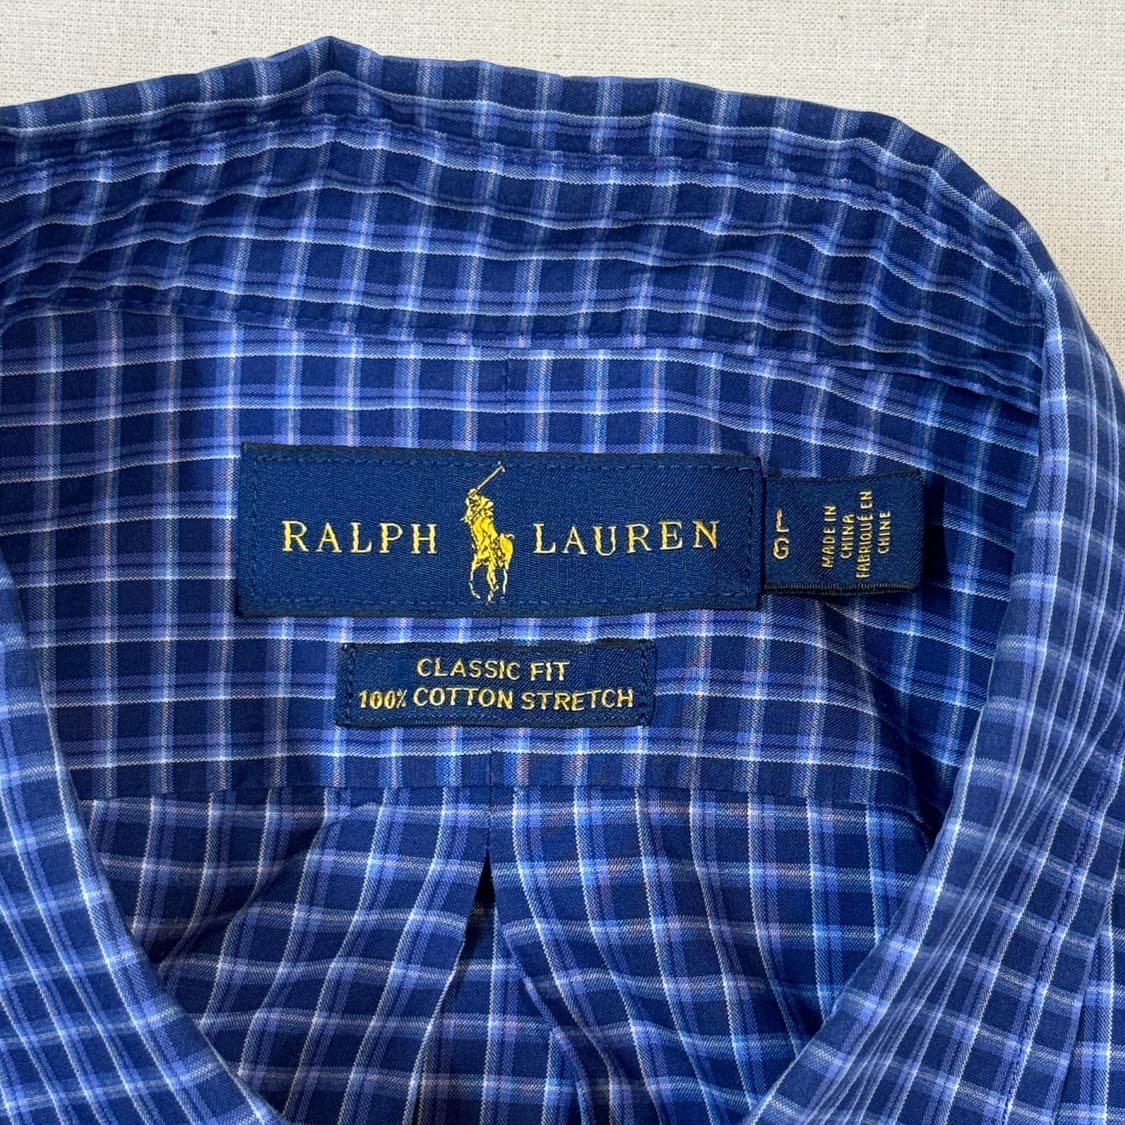 RALPH LAUREN
L
G
MADE IN
CHINA
FABRIQUÉ EN
CHINE
CLASSIC FIT
100% COTTON STRETCH